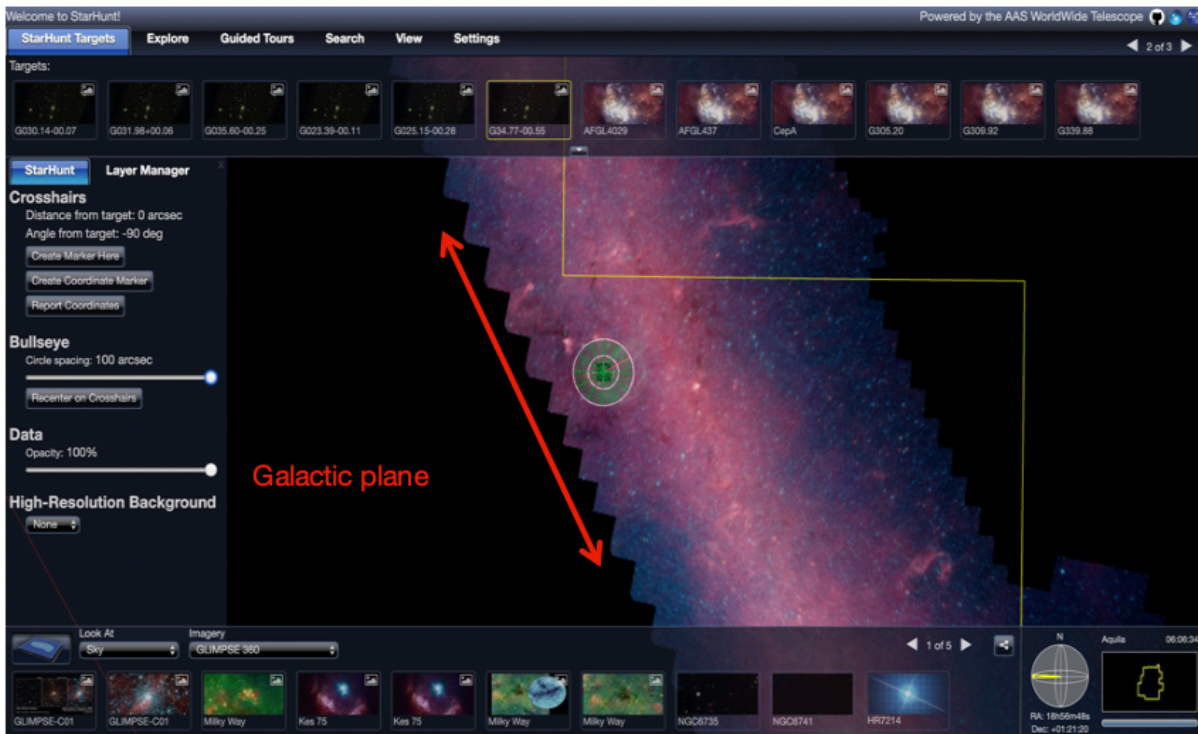 Welcome to StarHunt!
Powered by the AAS WorldWide Telescope
StarHunt Targets Explore Guided Tours Search View Settings
2 of 3
Targets:
G030.14-00.07 G031.98+00.06 G035.60-00.25 G023.39-00.11 G025.15-00.28 G34.77-00.55 AFGL4029 AFGL437 CepA G305.20 G309.92 G339.88
StarHunt Layer Manager x
Crosshairs
Distance from target: 0 arcsec
Angle from target: -90 deg
Create Marker Here
Create Coordinate Marker
Report Coordinates
Bullseye
Circle spacing: 100 arcsec
Recenter on Crosshairs
Data
Opacity: 100%
Galactic plane
High-Resolution Background
None
Look At Imagery
Sky GLIMPSE 360
1 of 5
N Aquila 06:06:34
GLIMPSE-C01 GLIMPSE-C01 Milky Way Kes 75 Kes 75 Milky Way Milky Way NGC6735 NGC6741 HR7214
RA: 18h56m48s
Dec: +01:21:20